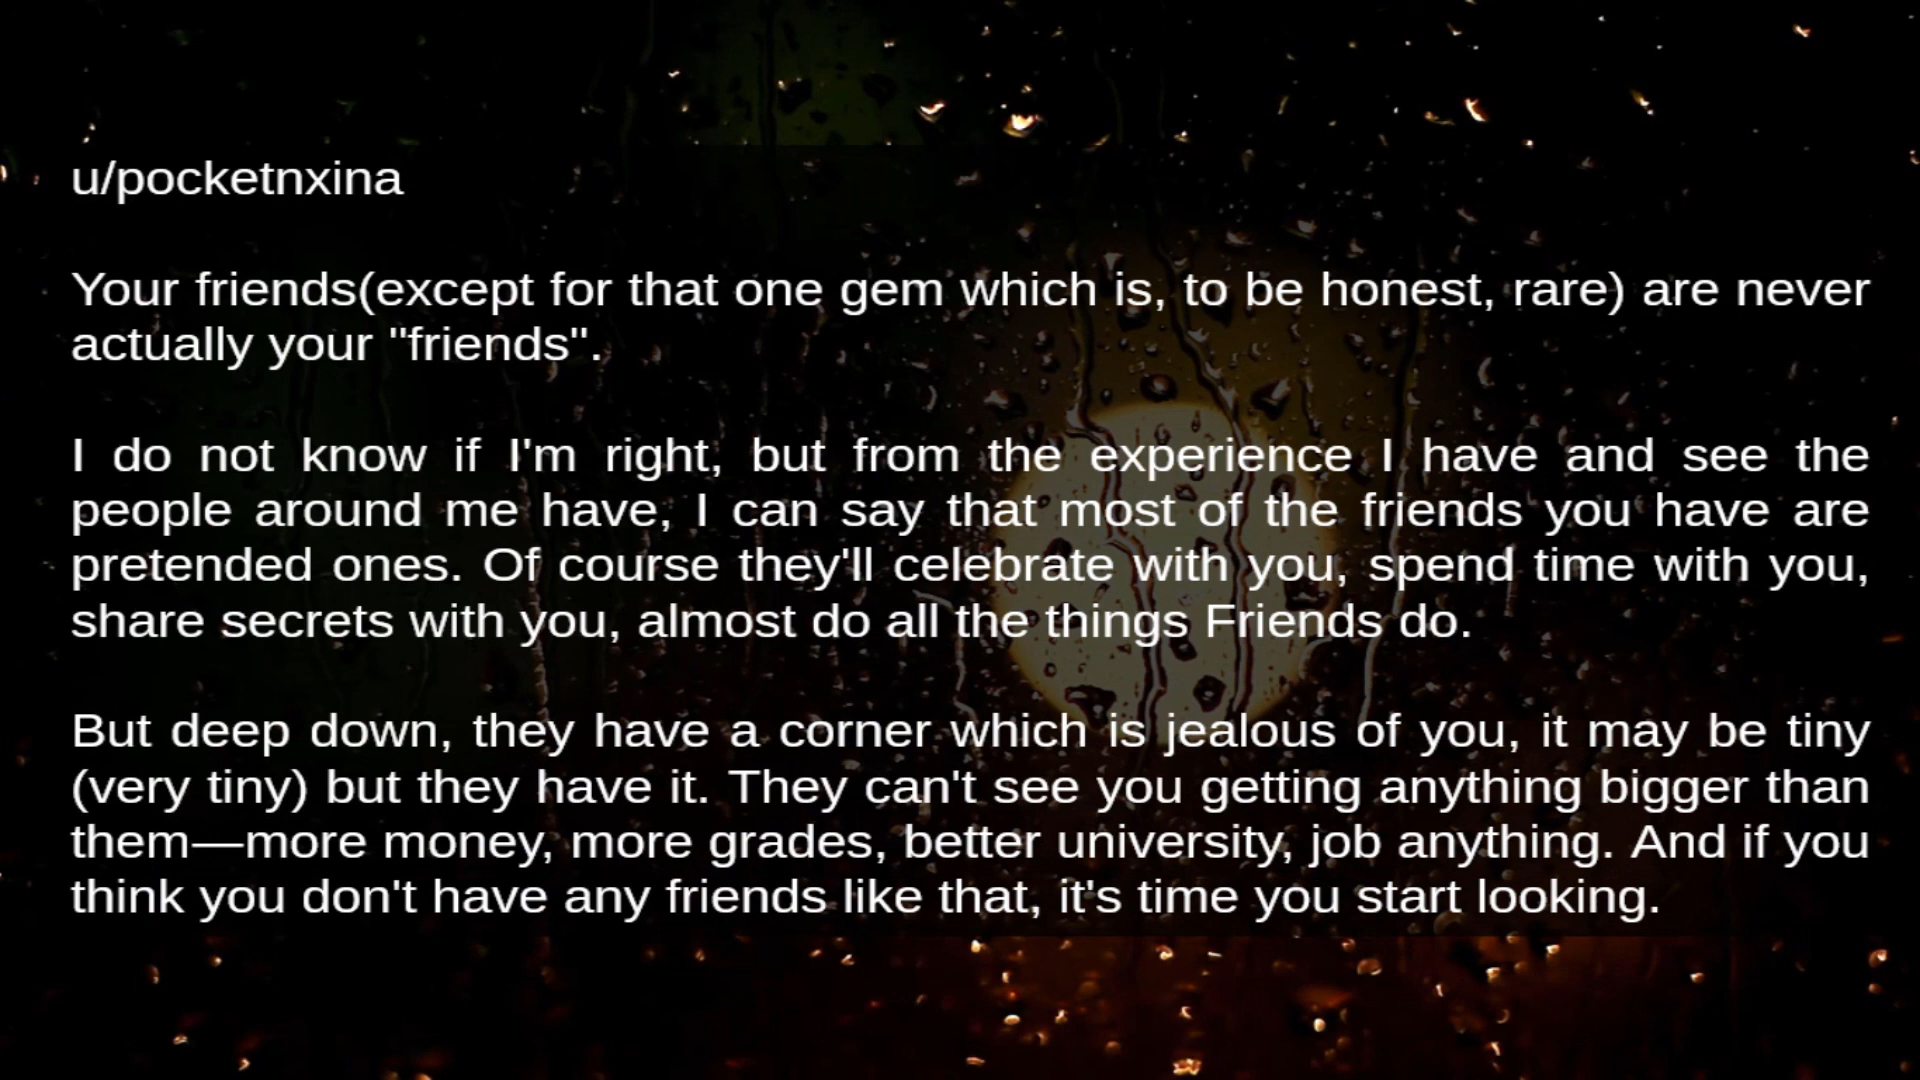 u/pocketnxina
Your friends(except for that one gem which is, to be honest, rare) are never
actually your "friends".
I do not know if I'm right, but from the experience I have and see the
people around me have, I can say that most of the friends you have are
pretended ones. Of course they'll celebrate with you, spend time with you,
share secrets with you, almost do all the things Friends do.
But deep down, they have a corner which is jealous of you, it may be tiny
(very tiny) but they have it. They can't see you getting anything bigger than
them—more money, more grades, better university, job anything. And if you
think you don't have any friends like that, it's time you start looking.